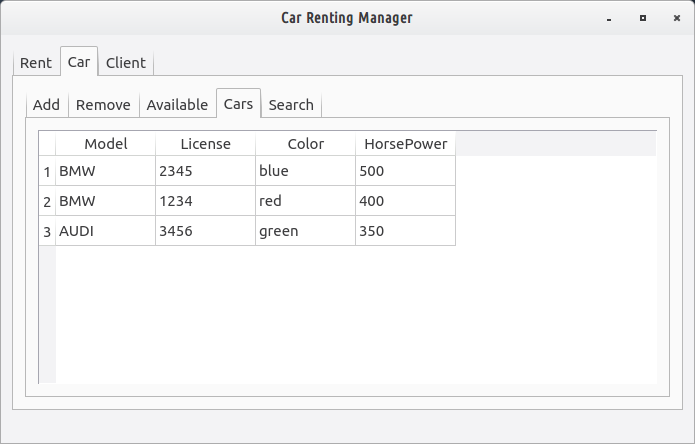 Car Renting Manager
Rent Car Client
Add Remove Available Cars Search
Model License Color HorsePower
1 BMW 2345 blue 500
2 BMW 1234 red 400
3 AUDI 3456 green 350